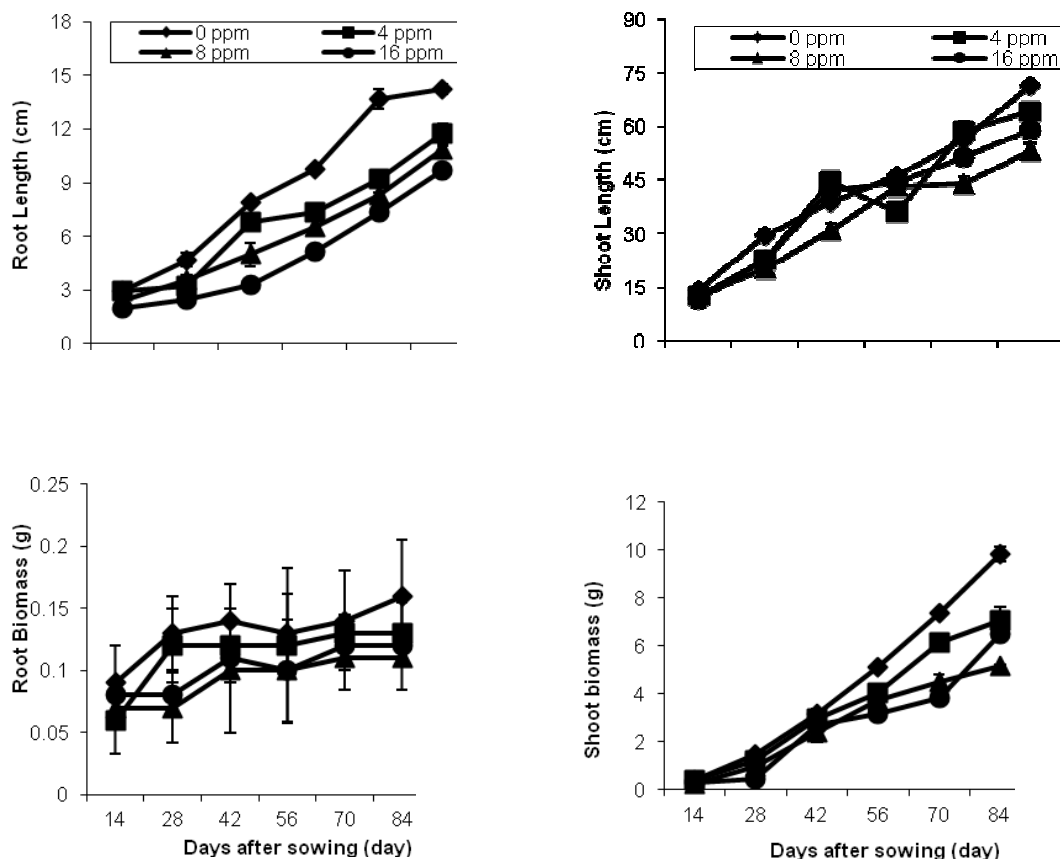 18
15
12
9
6
3
0
Root Length (cm)
0 ppm 4 ppm
8 ppm 16 ppm
90
75
60
45
30
15
0
Shoot Length (cm)
0 ppm 4 ppm
8 ppm 16 ppm
0.25
0.2
0.15
0.1
0.05
0
Root Biomass (g)
14 28 42 56 70 84
Days after sowing (day)
12
10
8
6
4
2
0
Shoot biomass (g)
14 28 42 56 70 84
Days after sowing (day)